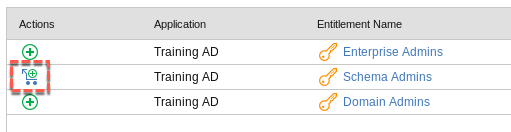 Actions Application Entitlement Name
Training AD Enterprise Admins
Training AD Schema Admins
Training AD Domain Admins